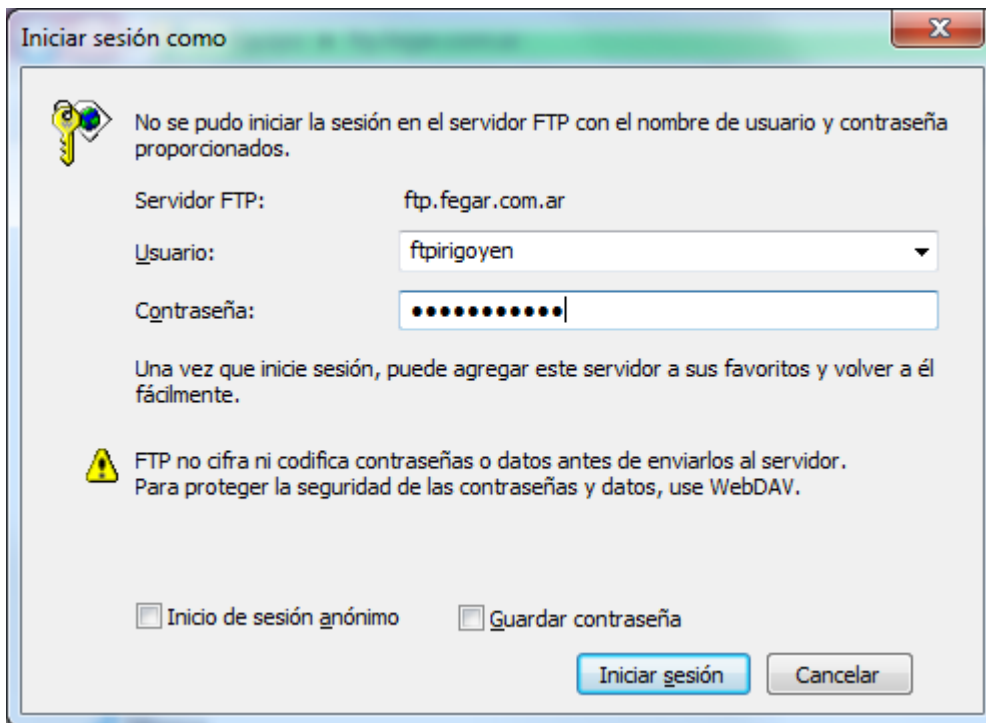 Iniciar sesión como
No se pudo iniciar la sesión en el servidor FTP con el nombre de usuario y contraseña
proporcionados.
Servidor FTP: ftp.fegar.com.ar
Usuario: ftpirigoyen
Contraseña: ●●●●●●●●●●●
Una vez que inicie sesión, puede agregar este servidor a sus favoritos y volver a él
fácilmente.
FTP no cifra ni codifica contraseñas o datos antes de enviarlos al servidor.
Para proteger la seguridad de las contraseñas y datos, use WebDAV.
Inicio de sesión anónimo Guardar contraseña
Iniciar sesión Cancelar